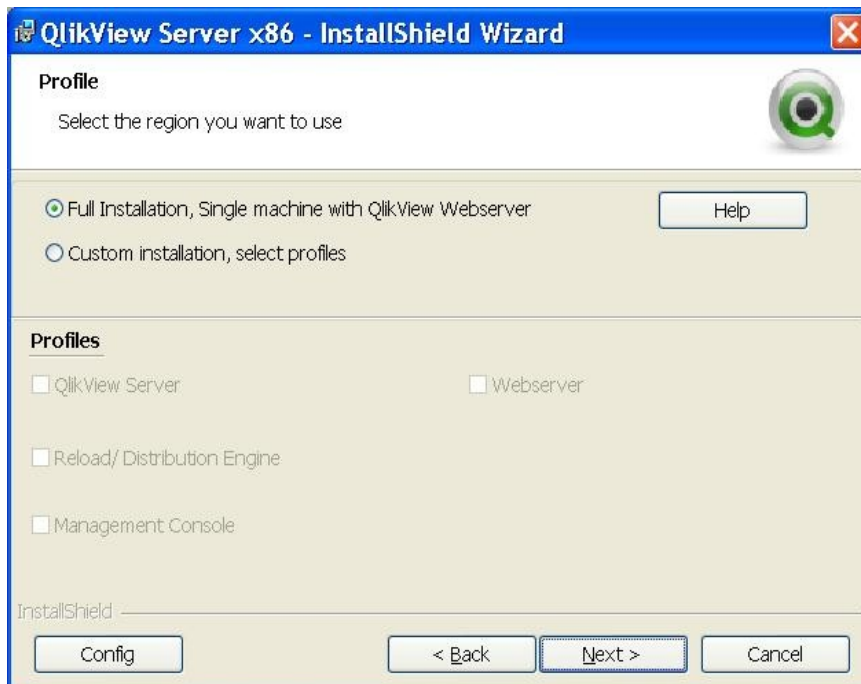 QlikView Server x86 - InstallShield Wizard
Profile
Select the region you want to use
Full Installation, Single machine with QlikView Webserver
Help
Custom installation, select profiles
Profiles
QlikView Server
Webserver
Reload/ Distribution Engine
Management Console
InstallShield
Config
< Back
Next >
Cancel